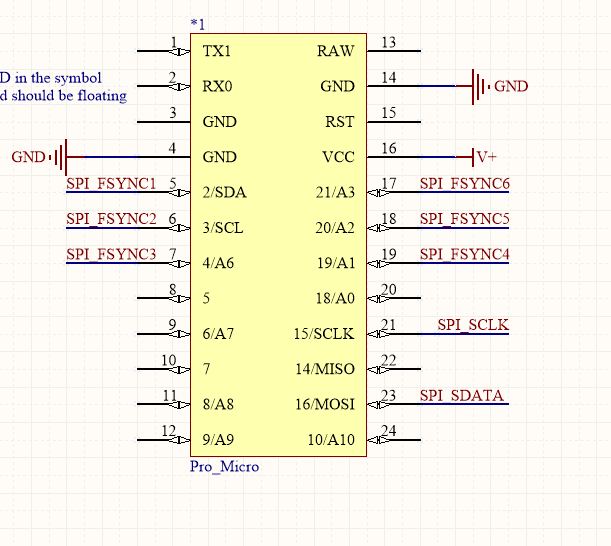 *1
1 TX1 RAW 13
D in the symbol
2 RX0 GND 14 GND
d should be floating
3 GND RST 15
GND 4 GND VCC 16 V+
SPI_FSYNC1 5 2/SDA 21/A3 17 SPI_FSYNC6
SPI_FSYNC2 6 3/SCL 20/A2 18 SPI_FSYNC5
SPI_FSYNC3 7 4/A6 19/A1 19 SPI_FSYNC4
8 5 18/A0 20
9 6/A7 15/SCLK 21 SPI_SCLK
10 7 14/MISO 22
11 8/A8 16/MOSI 23 SPI_SDATA
12 9/A9 10/A10 24
Pro_Micro